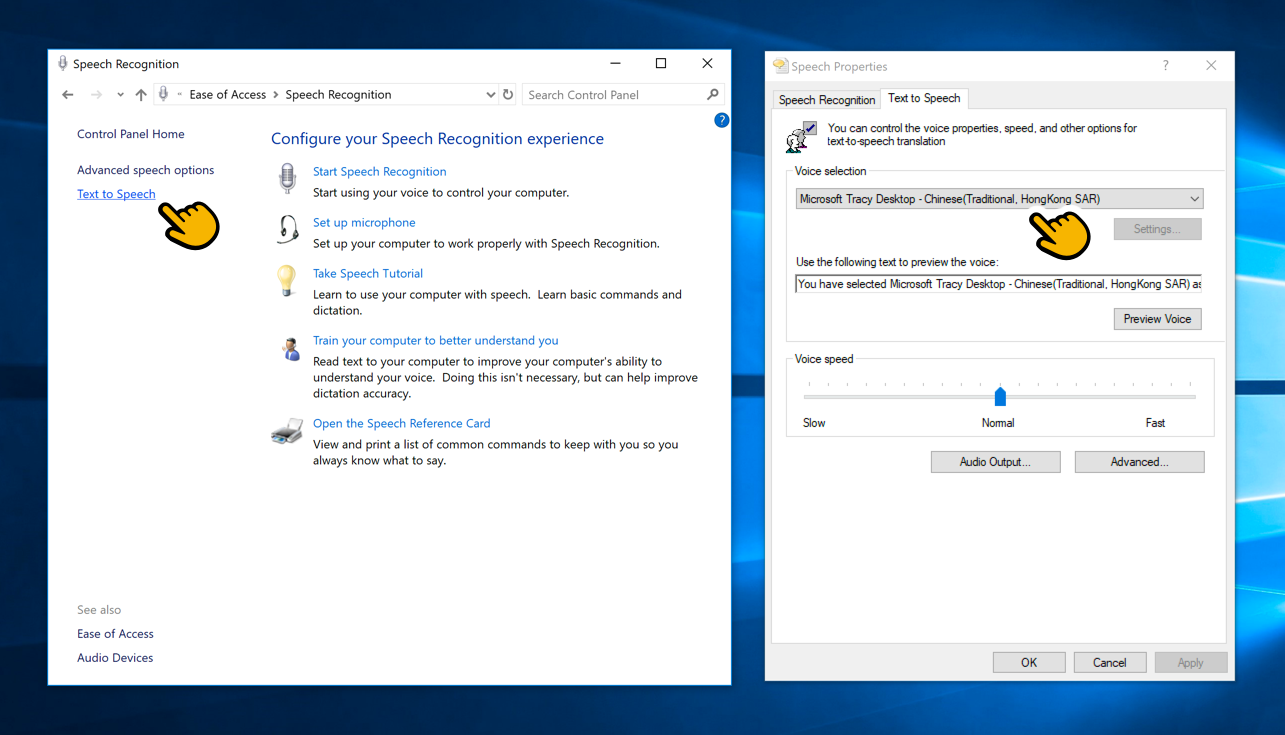 Speech Recognition
Ease of Access > Speech Recognition
Search Control Panel
Control Panel Home
Advanced speech options
Text to Speech
Configure your Speech Recognition experience
Start Speech Recognition
Start using your voice to control your computer.
Set up microphone
Set up your computer to work properly with Speech Recognition.
Take Speech Tutorial
Learn to use your computer with speech. Learn basic commands and
dictation.
Train your computer to better understand you
Read text to your computer to improve your computer's ability to
understand your voice. Doing this isn't necessary, but can help improve
dictation accuracy.
Open the Speech Reference Card
View and print a list of common commands to keep with you so you
always know what to say.
See also
Ease of Access
Audio Devices
Speech Properties
Speech Recognition
Text to Speech
You can control the voice properties, speed, and other options for
text-to-speech translation
Voice selection
Microsoft Tracy Desktop - Chinese(Traditional, HongKong SAR)
Settings...
Use the following text to preview the voice:
You have selected Microsoft Tracy Desktop - Chinese(Traditional, HongKong SAR) as
Preview Voice
Voice speed
Slow
Normal
Fast
Audio Output...
Advanced...
OK
Cancel
Apply